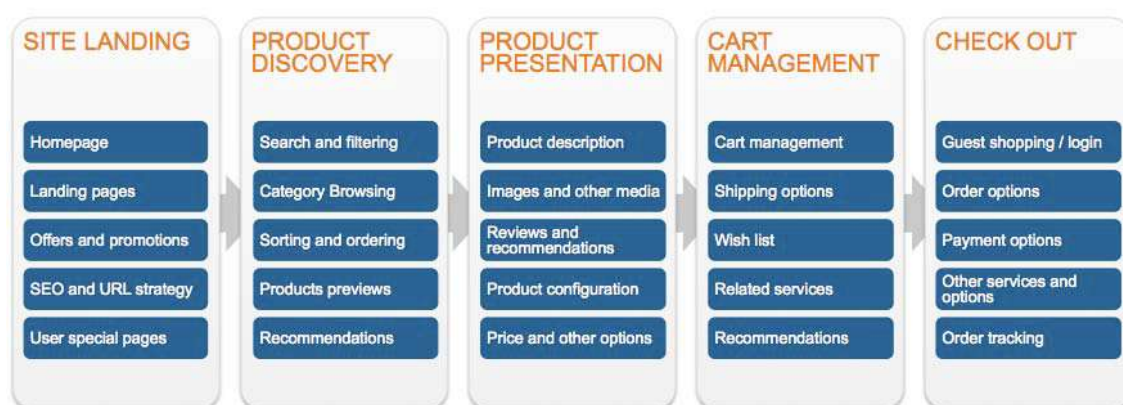 SITE LANDING
Homepage
Landing pages
Offers and promotions
SEO and URL strategy
User special pages
PRODUCT
DISCOVERY
Search and filtering
Category Browsing
Sorting and ordering
Products previews
Recommendations
PRODUCT
PRESENTATION
Product description
Images and other media
Reviews and
recommendations
Product configuration
Price and other options
CART
MANAGEMENT
Cart management
Shipping options
Wish list
Related services
Recommendations
CHECK OUT
Guest shopping / login
Order options
Payment options
Other services and
options
Order tracking